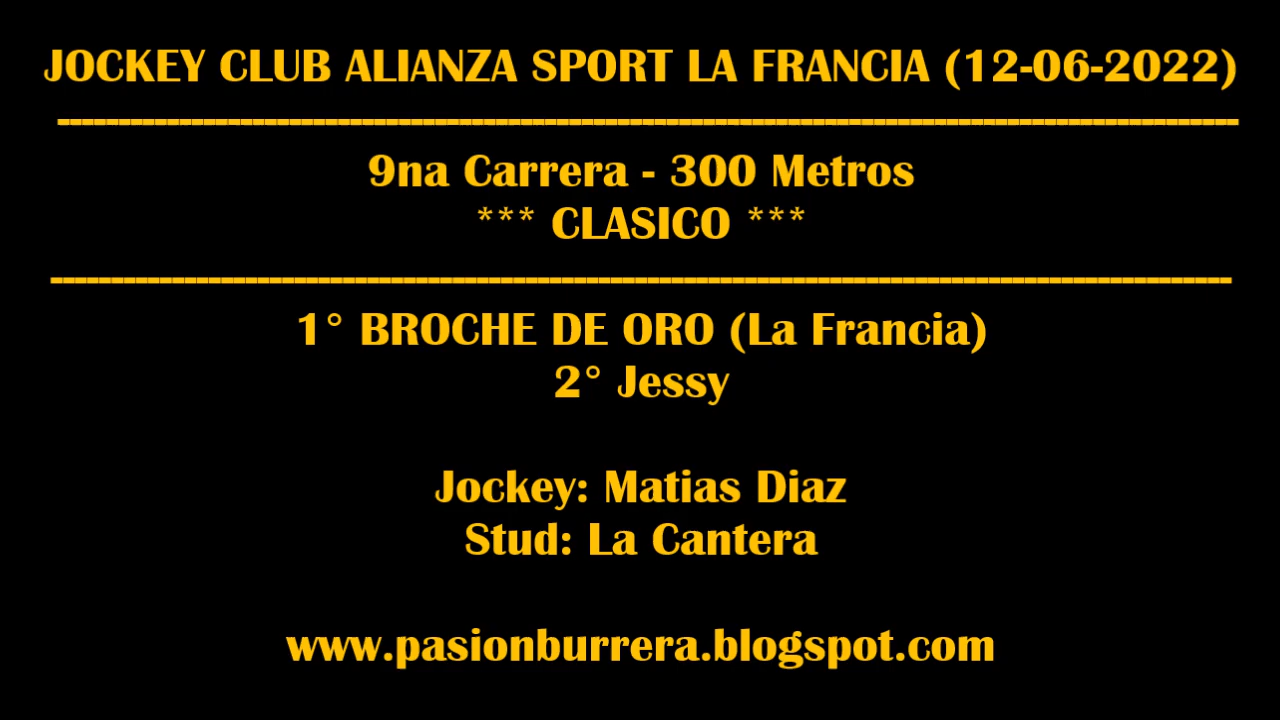 JOCKEY CLUB ALIANZA SPORT LA FRANCIA (12-06-2022)
9na Carrera - 300 Metros
*** CLASICO ***
1° BROCHE DE ORO (La Francia)
2° Jessy
Jockey: Matias Diaz
Stud: La Cantera
www.pasionburrera.blogspot.com